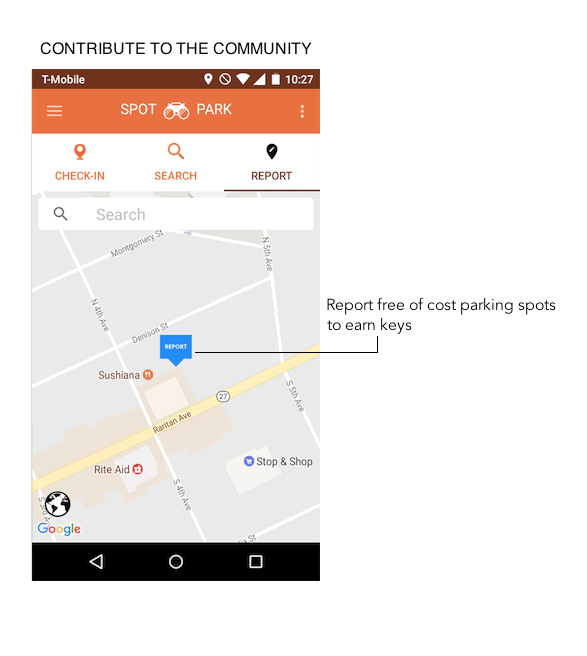 CONTRIBUTE TO THE COMMUNITY
T-Mobile 10:27
SPOT PARK
CHECK-IN SEARCH REPORT
Search
Montgomery St
N 5th Ave
N 4th Ave
Denison St
REPORT
Report free of cost parking spots
to earn keys
Sushiana
27
S 5th Ave
Raritan Ave
Rite Aid
Stop & Shop
S 4th Ave
S 3rd Ave
Google